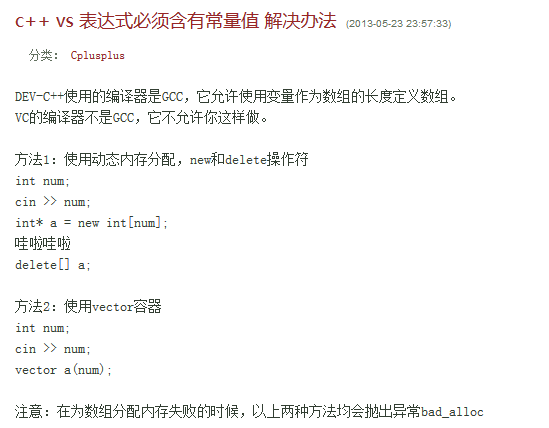 c++ vs 表达式必须含有常量值 解决办法 (2013-05-23 23:57:33)
分类: Cplusplus
DEV-C++使用的编译器是GCC，它允许使用变量作为数组的长度定义数组。
VC的编译器不是GCC，它不允许你这样做。
方法1：使用动态内存分配，new和delete操作符
int num;
cin >> num;
int* a = new int[num];
哇啦哇啦
delete[] a;
方法2：使用vector容器
int num;
cin >> num;
vector a(num);
注意：在为数组分配内存失败的时候，以上两种方法均会抛出异常bad_alloc